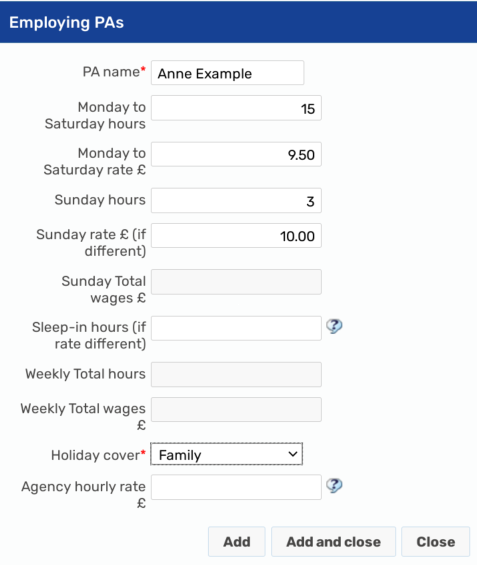 Employing PAs
PA name* Anne Example
Monday to 15
Saturday hours
Monday to 9.50
Saturday rate £
Sunday hours 3
Sunday rate £ (if 10.00
different)
Sunday Total
wages £
Sleep-in hours (if
rate different)
Weekly Total hours
Weekly Total wages
£
Holiday cover* Family
Agency hourly rate
£
Add Add and close Close